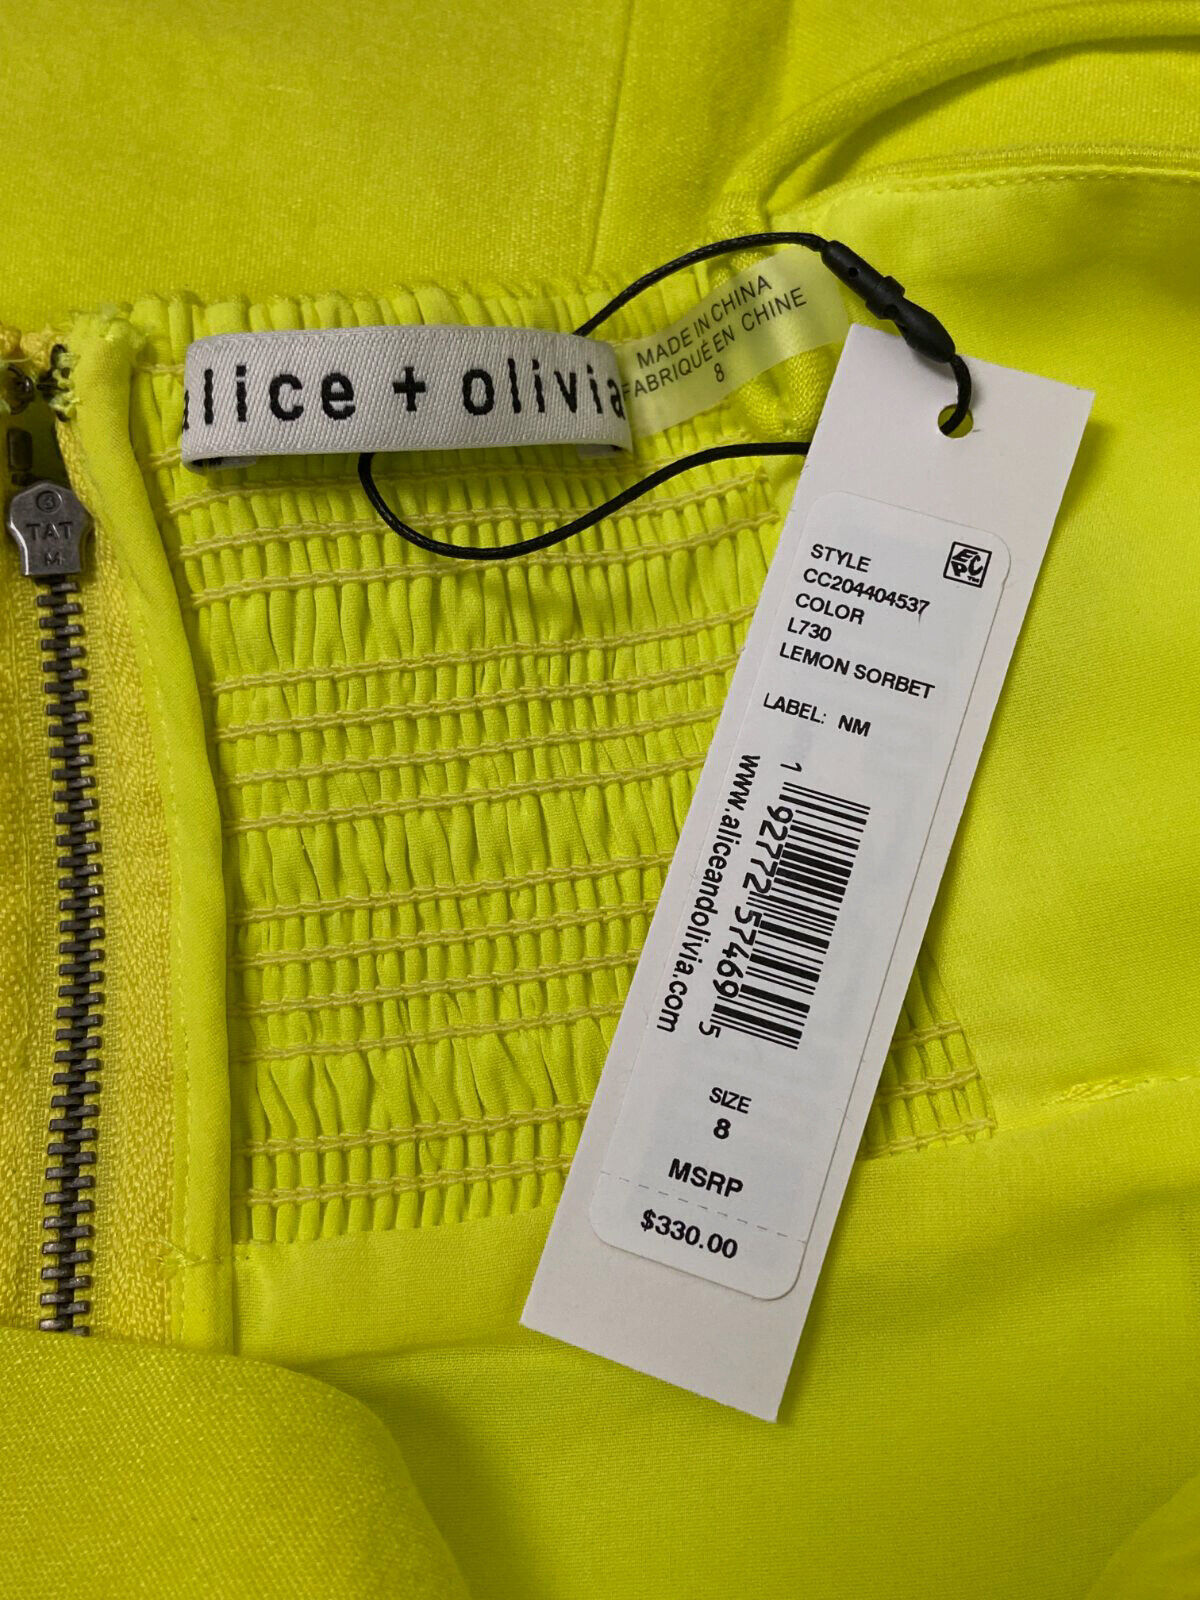 alice + olivia
MADE IN CHINA
FABRIQUÉ EN CHINE
8
TAT
M
ECP™
STYLE
CC204404537
COLOR
L730
LEMON SORBET
LABEL: NM
1 92772 57469 5
www.aliceandolivia.com
SIZE
8
MSRP
$330.00